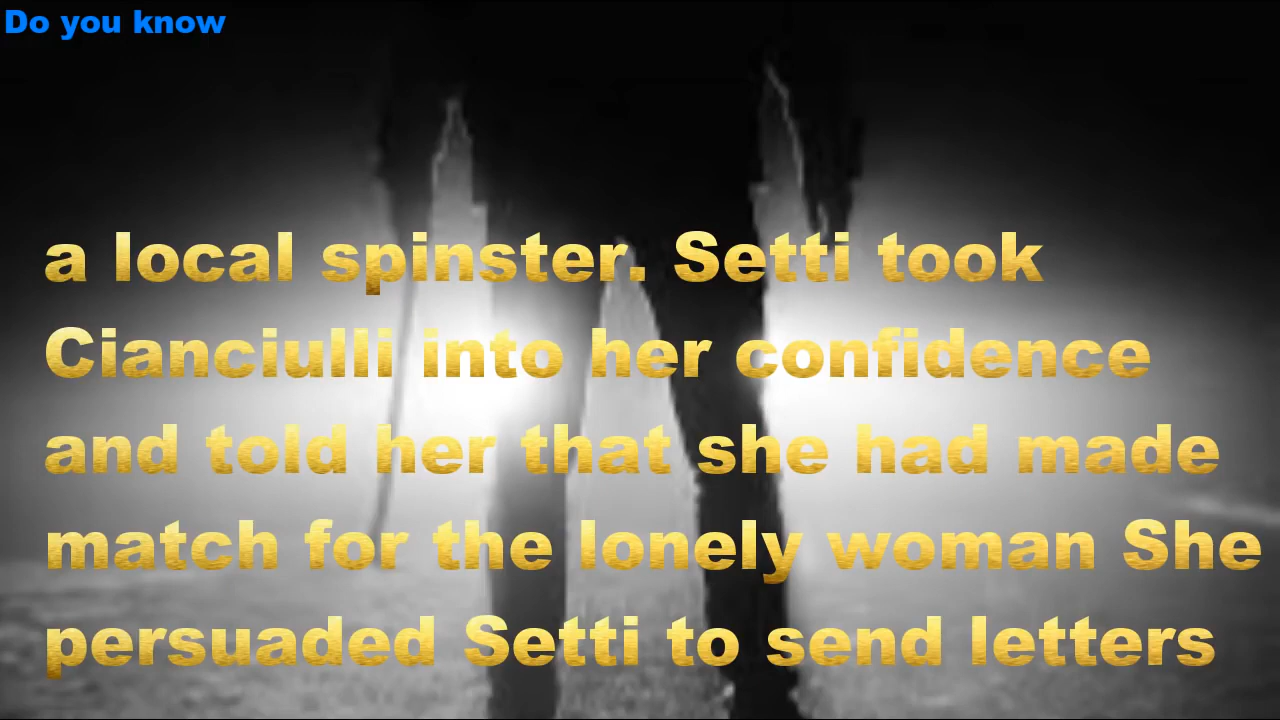 Do you know
a local spinster. Setti took
Cianciulli into her confidence
and told her that she had made
match for the lonely woman She
persuaded Setti to send letters